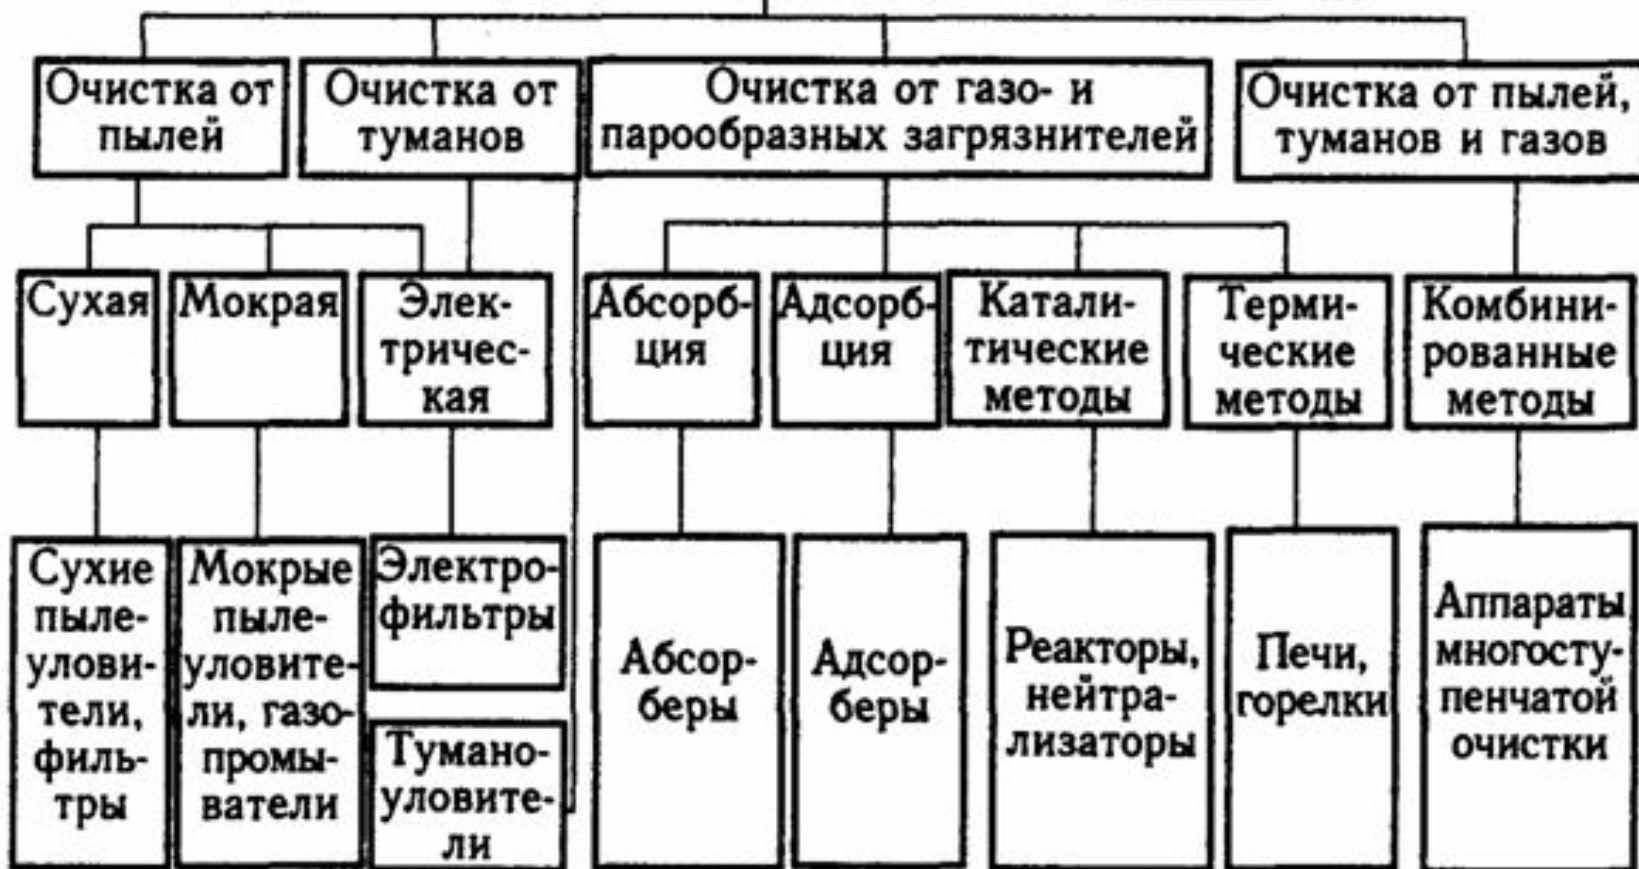 Очистка от
пылей
Очистка от
туманов
Очистка от газо- и
парообразных загрязнителей
Очистка от пылей,
туманов и газов
Сухая
Мокрая
Элек-
тричес-
кая
Абсорб-
ция
Адсорб-
ция
Катали-
тические
методы
Терми-
ческие
методы
Комбини-
рованные
методы
Сухие
пыле-
улови-
тели,
филь-
тры
Мокрые
пыле-
уловите-
ли, газо-
промы-
ватели
Электро-
фильтры
Тумано-
уловите-
ли
Абсор-
беры
Адсор-
беры
Реакторы,
нейтра-
лизаторы
Печи,
горелки
Аппараты
многосту-
пенчатой
очистки